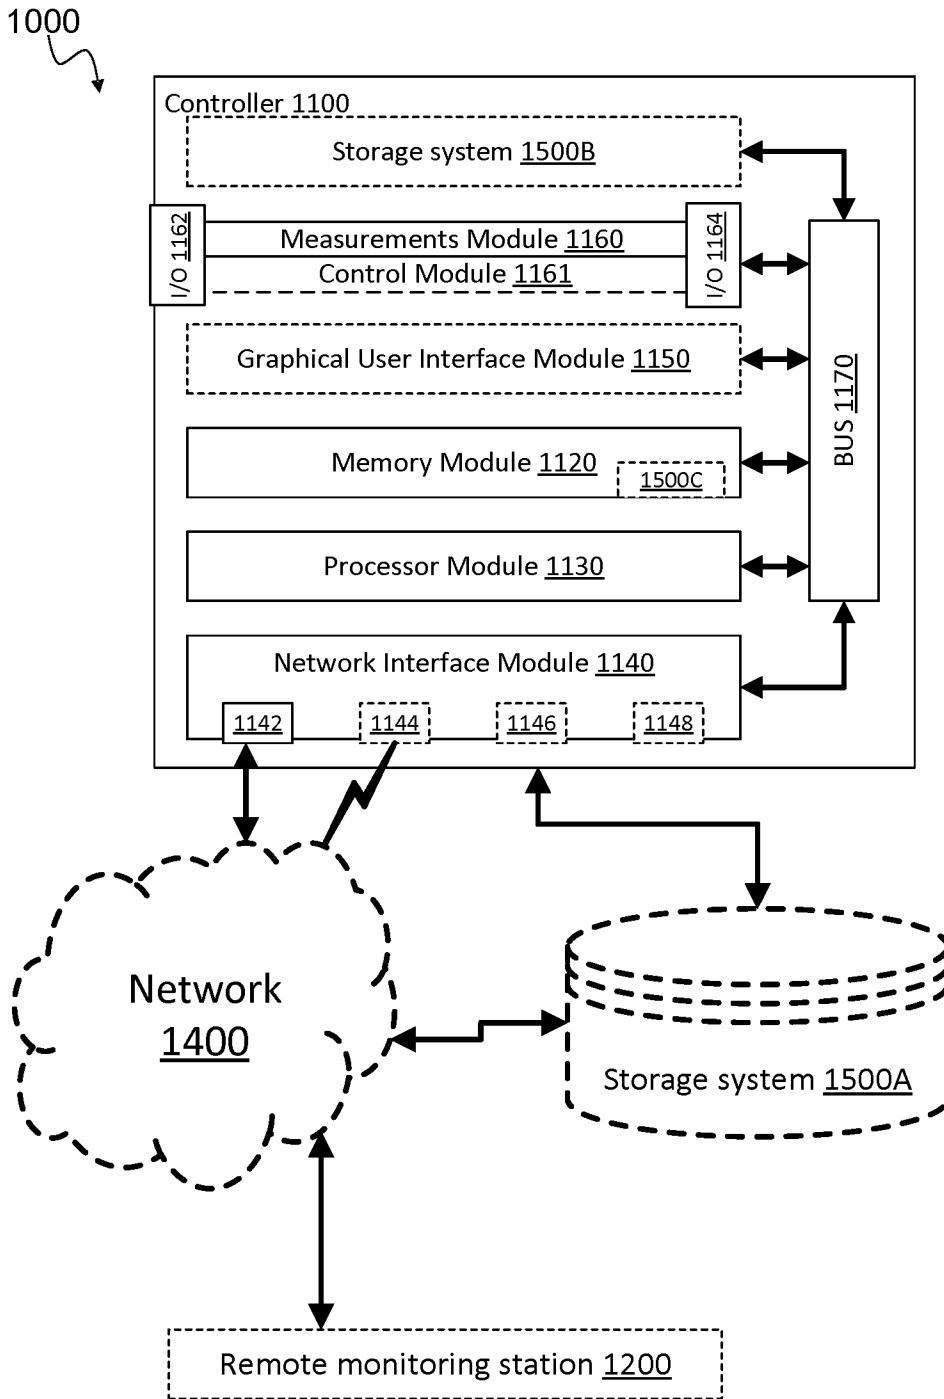 1000
Controller 1100
Storage system 1500B
I/O 1162
Measurements Module 1160
I/O 1164
Control Module 1161
Graphical User Interface Module 1150
BUS 1170
Memory Module 1120
1500C
Processor Module 1130
Network Interface Module 1140
1142
1144
1146
1148
Network
1400
Storage system 1500A
Remote monitoring station 1200